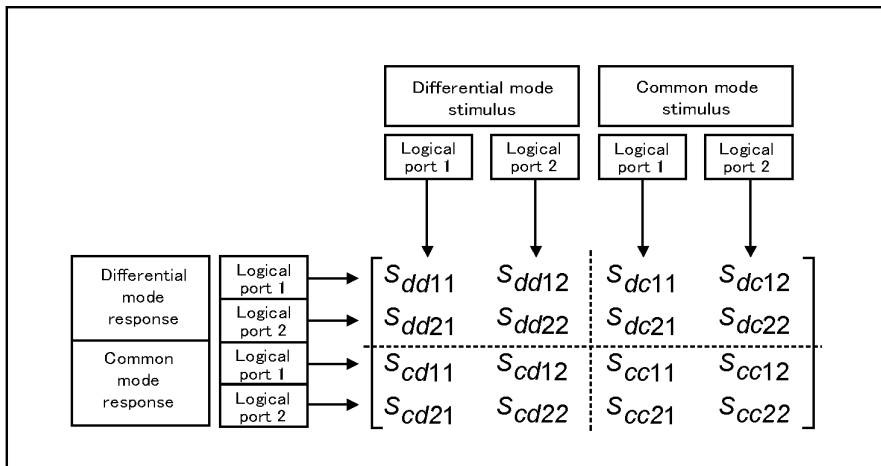 Differential mode
stimulus
Common mode
stimulus
Logical
port 1
Logical
port 2
Logical
port 1
Logical
port 2
Differential
mode
response
Common
mode
response
Logical
port 1
Logical
port 2
Logical
port 1
Logical
port 2
Sdd11 Sdd12 Sdc11 Sdc12
Sdd21 Sdd22 Sdc21 Sdc22
Scd11 Scd12 Scc11 Scc12
Scd21 Scd22 Scc21 Scc22